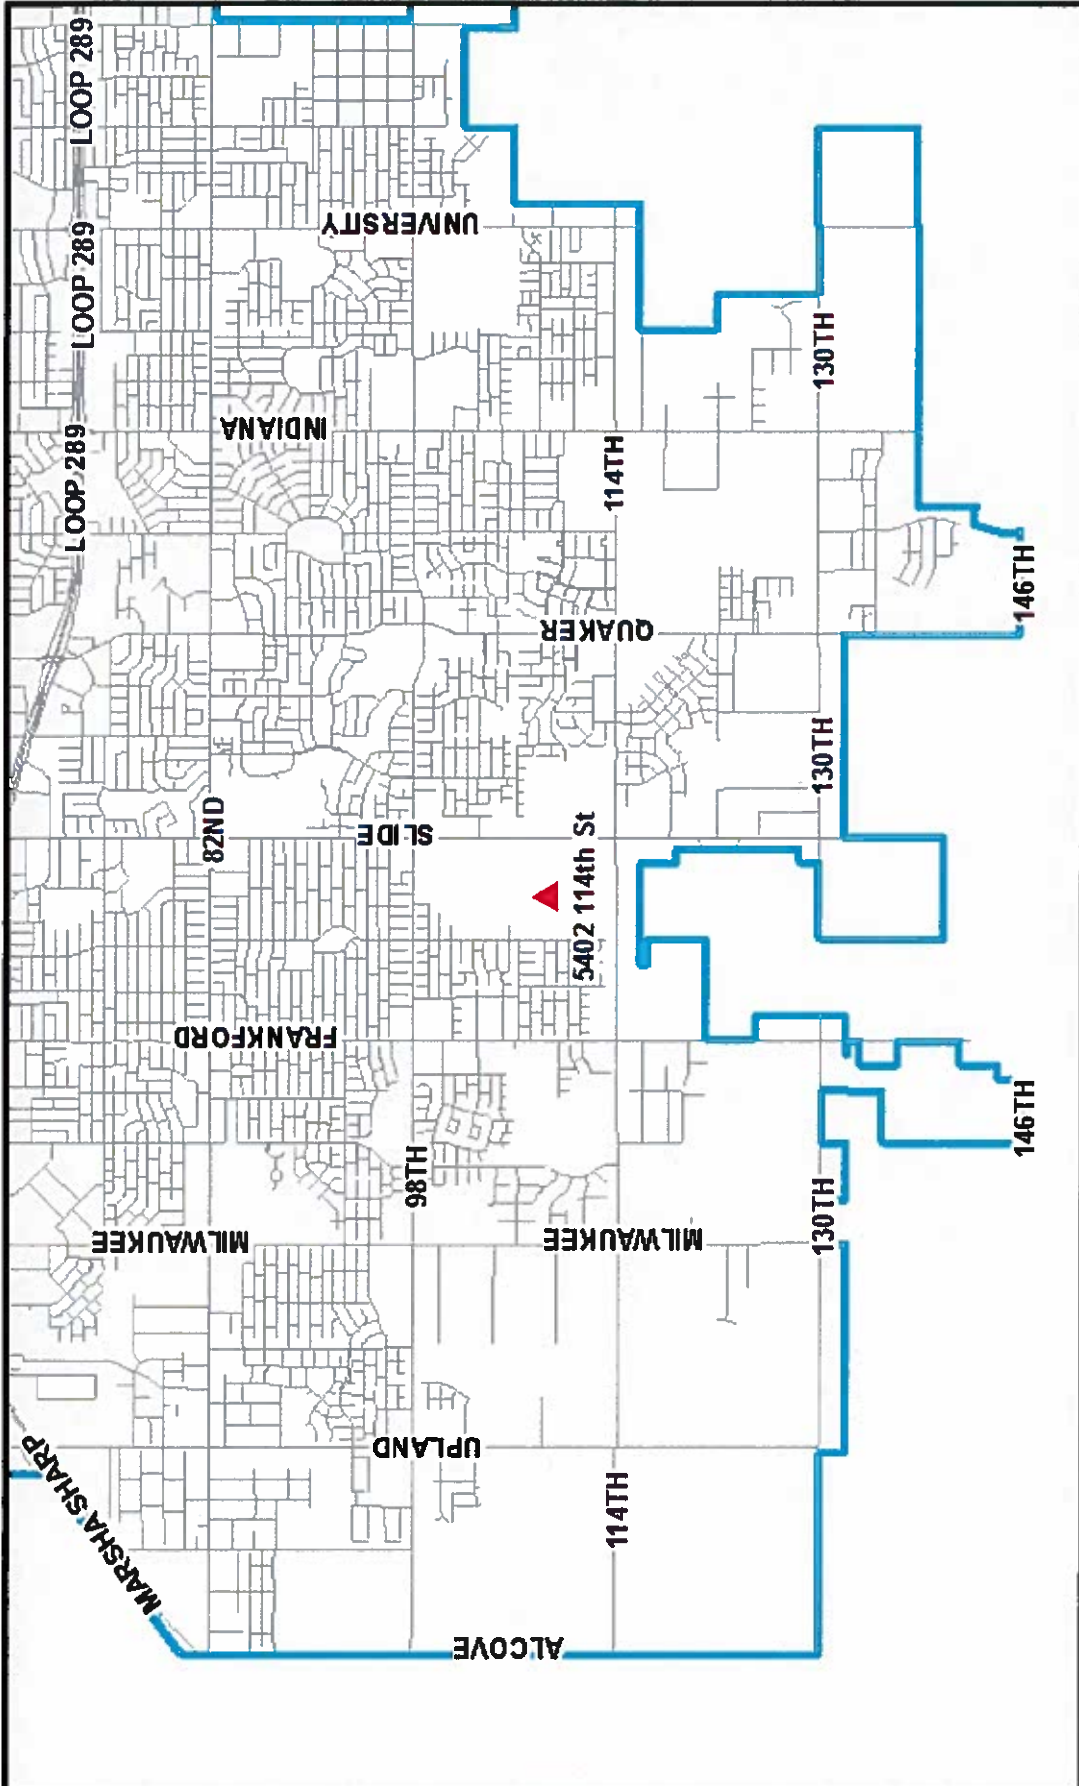 LOOP 289
LOOP 289
LOOP 289
MARSHA SHARP
MILWAUKEE
FRANKFORD
82ND
INDIANA
UNIVERSITY
SLIDE
98TH
UPLAND
ALCOVE
QUAKER
MILWAUKEE
5402 114th St
114TH
114TH
130TH
130TH
130TH
146TH
146TH